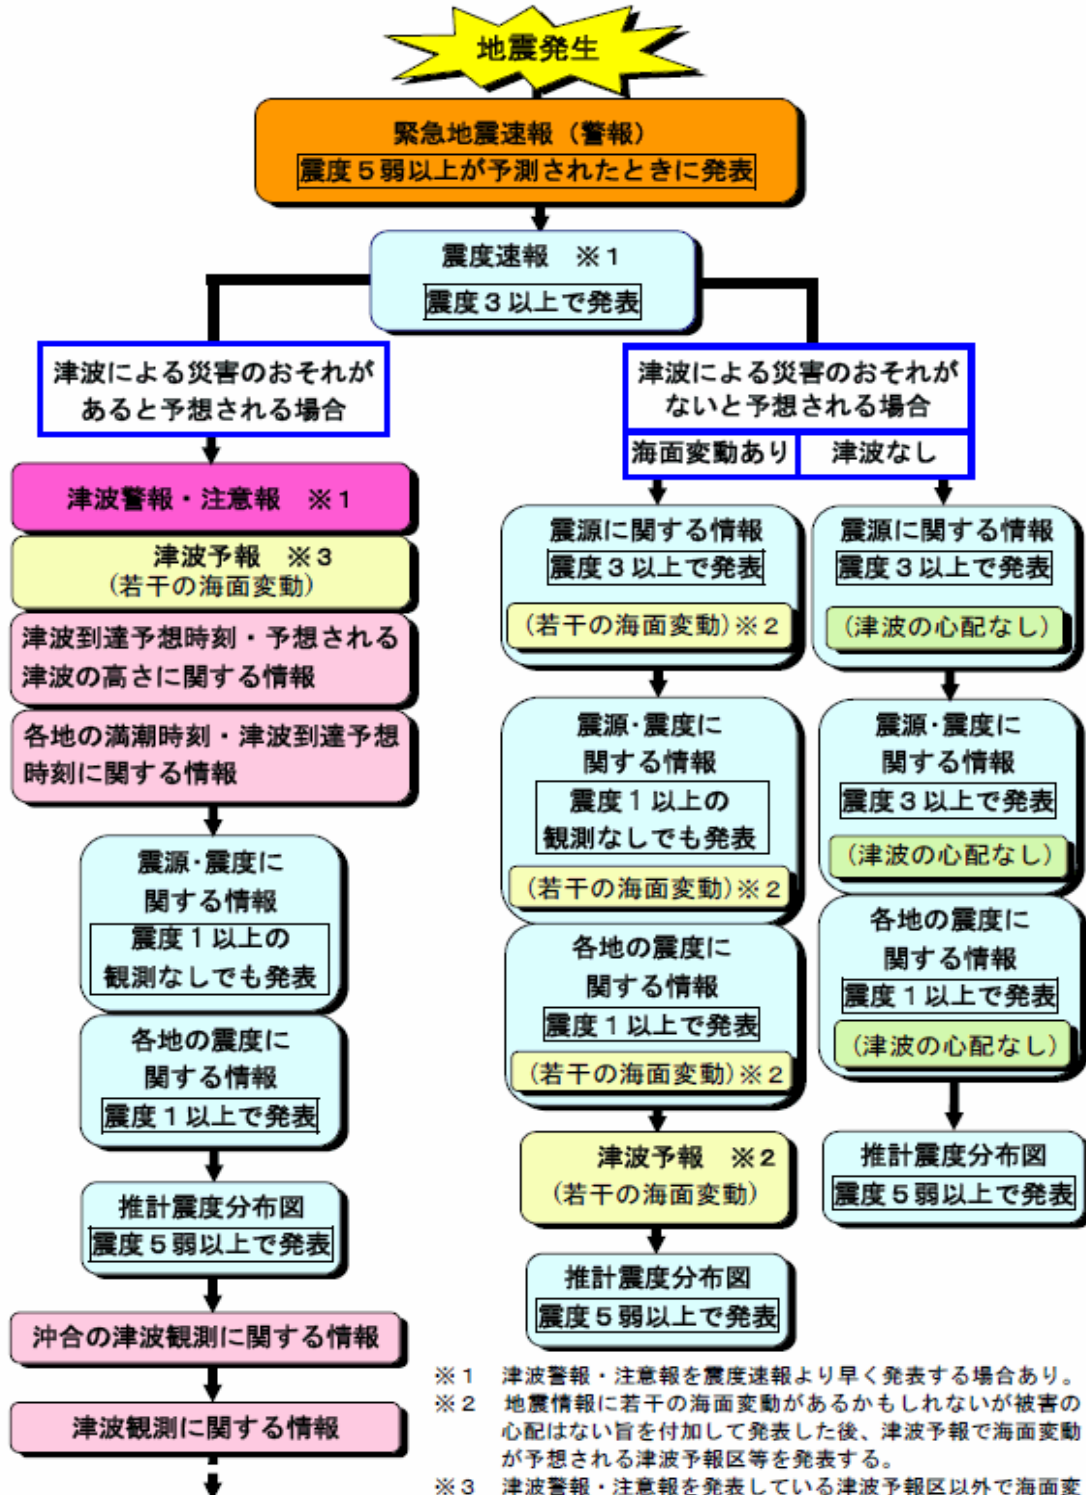 地震発生
緊急地震速報（警報）
震度５弱以上が予測されたときに発表
震度速報　※１
震度３以上で発表
津波による災害のおそれが
あると予想される場合
津波警報・注意報　※１
津波予報　※３
(若干の海面変動)
津波到達予想時刻・予想される
津波の高さに関する情報
各地の満潮時刻・津波到達予想
時刻に関する情報
震源･震度に
関する情報
震度１以上の
観測なしでも発表
各地の震度に
関する情報
震度１以上で発表
推計震度分布図
震度５弱以上で発表
沖合の津波観測に関する情報
津波観測に関する情報
津波による災害のおそれが
ないと予想される場合
海面変動あり
震源に関する情報
震度３以上で発表
(若干の海面変動)※２
震源･震度に
関する情報
震度１以上の
観測なしでも発表
(若干の海面変動)※２
各地の震度に
関する情報
震度１以上で発表
(若干の海面変動)※２
津波予報　※２
(若干の海面変動)
推計震度分布図
震度５弱以上で発表
津波なし
震源に関する情報
震度３以上で発表
(津波の心配なし)
震源･震度に
関する情報
震度３以上で発表
(津波の心配なし)
各地の震度に
関する情報
震度１以上で発表
(津波の心配なし)
推計震度分布図
震度５弱以上で発表
※１　津波警報・注意報を震度速報より早く発表する場合あり。
※２　地震情報に若干の海面変動があるかもしれないが被害の
心配はない旨を付加して発表した後、津波予報で海面変動
が予想される津波予報区等を発表する。
※３　津波警報・注意報を発表している津波予報区以外で海面変